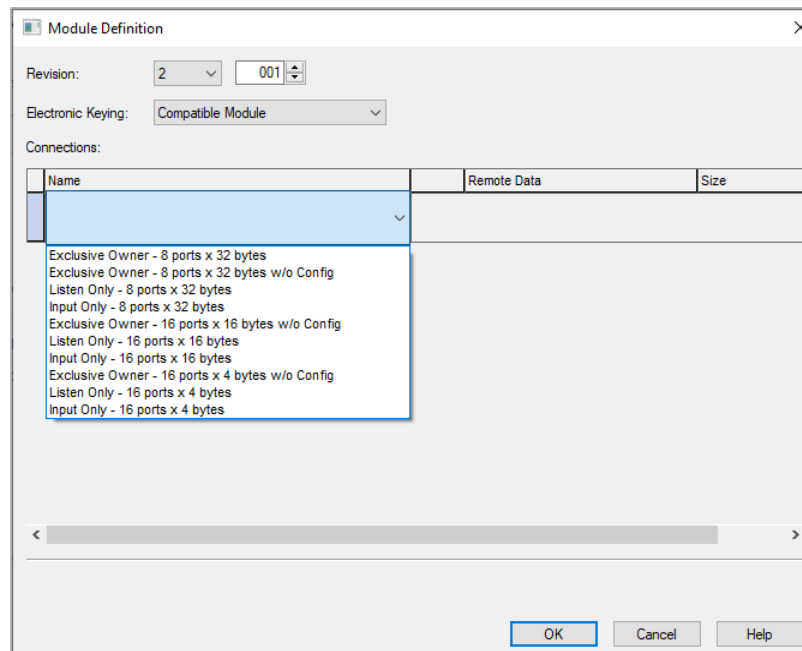 Module Definition
Revision: 2 001
Electronic Keying: Compatible Module
Connections:
Name Remote Data Size
Exclusive Owner - 8 ports x 32 bytes
Exclusive Owner - 8 ports x 32 bytes w/o Config
Listen Only - 8 ports x 32 bytes
Input Only - 8 ports x 32 bytes
Exclusive Owner - 16 ports x 16 bytes w/o Config
Listen Only - 16 ports x 16 bytes
Input Only - 16 ports x 16 bytes
Exclusive Owner - 16 ports x 4 bytes w/o Config
Listen Only - 16 ports x 4 bytes
Input Only - 16 ports x 4 bytes
OK Cancel Help